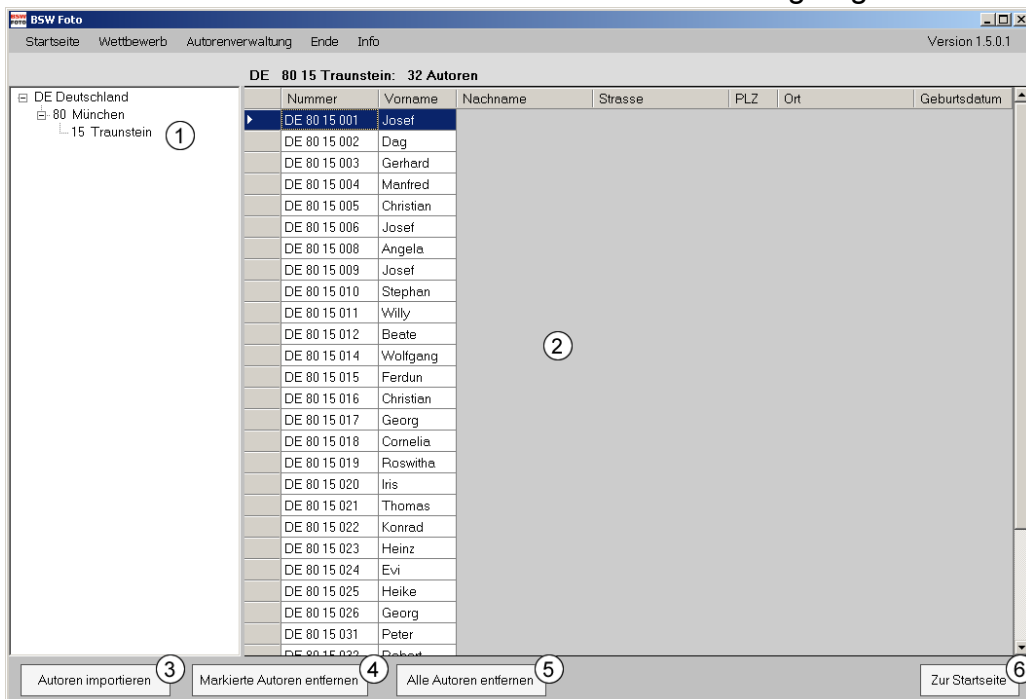 BSW Foto
Startseite Wettbewerb Autorenverwaltung Ende Info Version 1.5.0.1
DE 80 15 Traunstein: 32 Autoren
DE Deutschland
80 München
15 Traunstein
1
Nummer Vorname Nachname Strasse PLZ Ort Geburtsdatum
DE 80 15 001 Josef
DE 80 15 002 Dag
DE 80 15 003 Gerhard
DE 80 15 004 Manfred
DE 80 15 005 Christian
DE 80 15 006 Josef
DE 80 15 008 Angela
DE 80 15 009 Josef
DE 80 15 010 Stephan
DE 80 15 011 Willy
DE 80 15 012 Beate
2
DE 80 15 014 Wolfgang
DE 80 15 015 Ferdun
DE 80 15 016 Christian
DE 80 15 017 Georg
DE 80 15 018 Cornelia
DE 80 15 019 Roswitha
DE 80 15 020 Iris
DE 80 15 021 Thomas
DE 80 15 022 Konrad
DE 80 15 023 Heinz
DE 80 15 024 Evi
DE 80 15 025 Heike
DE 80 15 026 Georg
DE 80 15 031 Peter
DE 80 15 032 Robert
Autoren importieren 3 Markierte Autoren entfernen 4 Alle Autoren entfernen 5 Zur Startseite 6